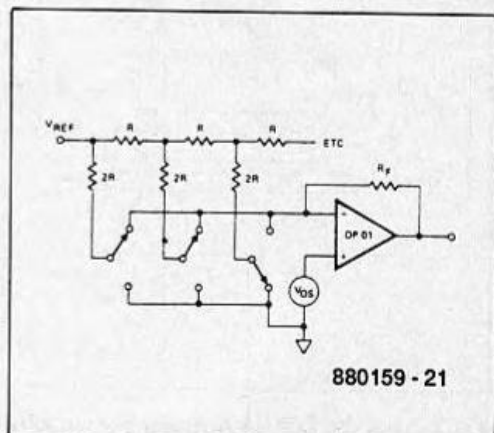 VREF
R
R
R
ETC
2R
2R
2R
RF
-
+
OP 01
VOS
880159 - 21